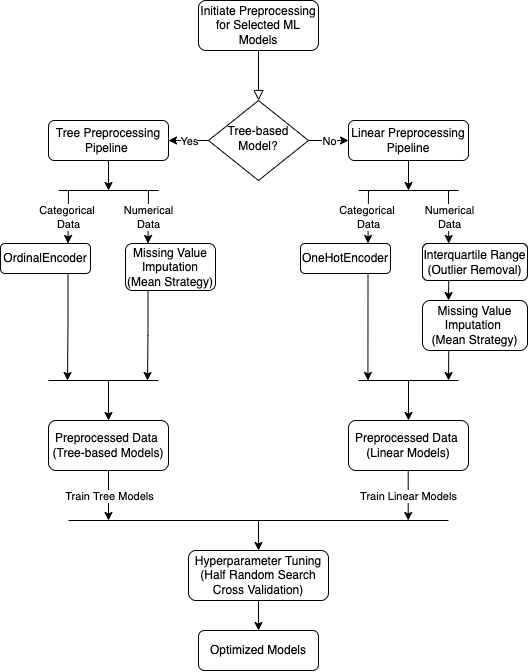 Initiate Preprocessing
for Selected ML
Models
Tree-based
Model?
Yes
No
Tree Preprocessing
Pipeline
Linear Preprocessing
Pipeline
Categorical
Data
Numerical
Data
Categorical
Data
Numerical
Data
OrdinalEncoder
Missing Value
Imputation
(Mean Strategy)
OneHotEncoder
Interquartile Range
(Outlier Removal)
Missing Value
Imputation
(Mean Strategy)
Preprocessed Data
(Tree-based Models)
Preprocessed Data
(Linear Models)
Train Tree Models
Train Linear Models
Hyperparameter Tuning
(Half Random Search
Cross Validation)
Optimized Models